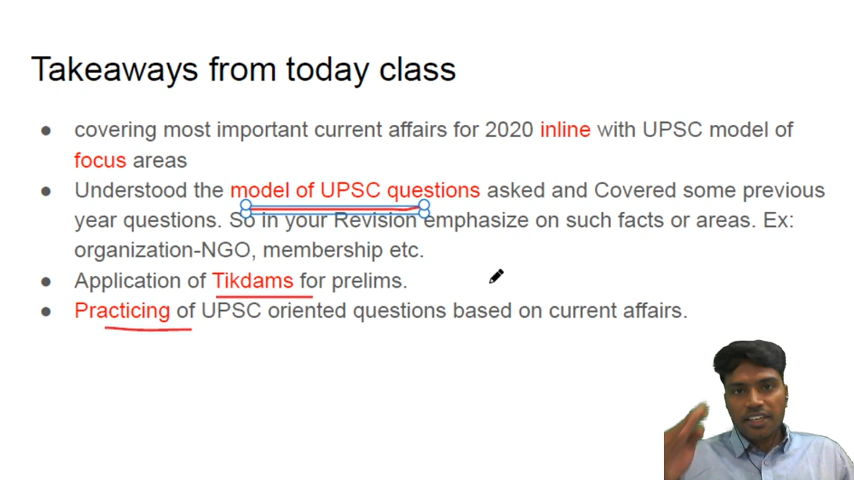 Takeaways from today class
● covering most important current affairs for 2020 inline with UPSC model of
focus areas
● Understood the model of UPSC questions asked and Covered some previous
year questions. So in your Revision emphasize on such facts or areas. Ex:
organization-NGO, membership etc.
● Application of Tikdams for prelims.
● Practicing of UPSC oriented questions based on current affairs.